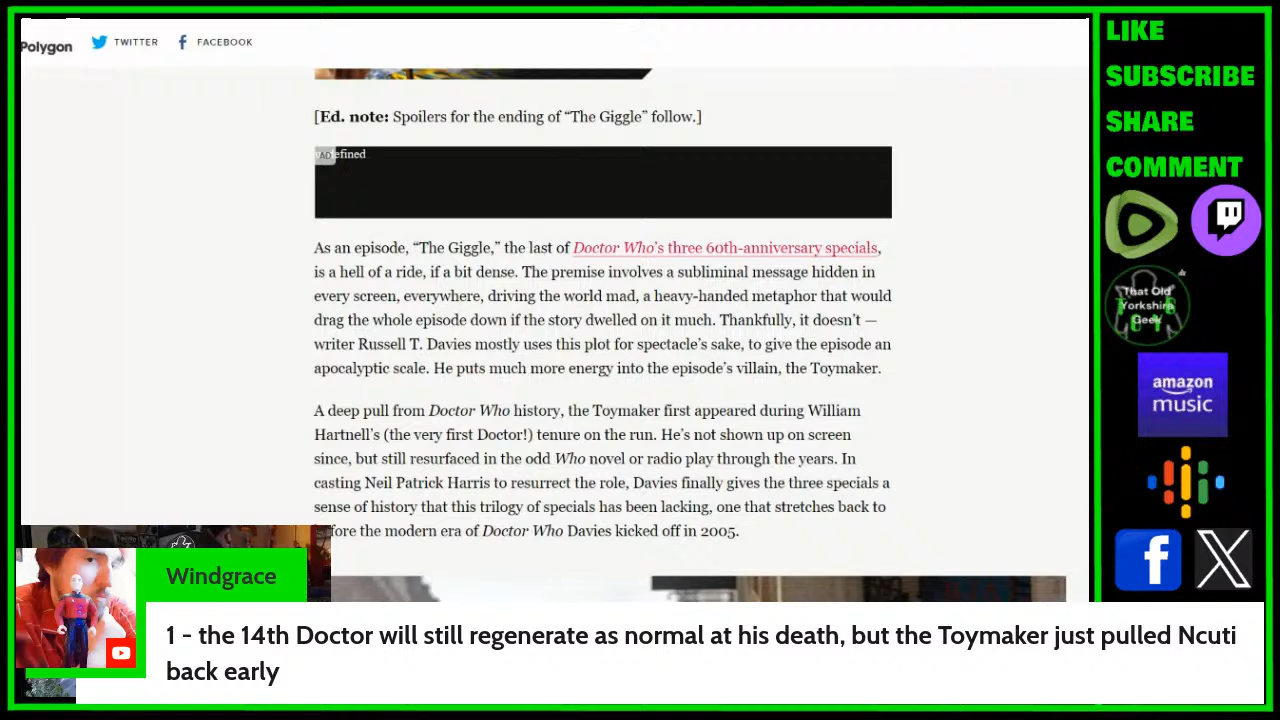 Polygon TWITTER FACEBOOK
[Ed. note: Spoilers for the ending of “The Giggle” follow.]
AD efined
As an episode, “The Giggle,” the last of Doctor Who’s three 60th-anniversary specials,
is a hell of a ride, if a bit dense. The premise involves a subliminal message hidden in
every screen, everywhere, driving the world mad, a heavy-handed metaphor that would
drag the whole episode down if the story dwelled on it much. Thankfully, it doesn’t —
writer Russell T. Davies mostly uses this plot for spectacle’s sake, to give the episode an
apocalyptic scale. He puts much more energy into the episode’s villain, the Toymaker.
A deep pull from Doctor Who history, the Toymaker first appeared during William
Hartnell’s (the very first Doctor!) tenure on the run. He’s not shown up on screen
since, but still resurfaced in the odd Who novel or radio play through the years. In
casting Neil Patrick Harris to resurrect the role, Davies finally gives the three specials a
sense of history that this trilogy of specials has been lacking, one that stretches back to
fore the modern era of Doctor Who Davies kicked off in 2005.
Windgrace
1 - the 14th Doctor will still regenerate as normal at his death, but the Toymaker just pulled Ncuti
back early
LIKE
SUBSCRIBE
SHARE
COMMENT
That Old
Yorkshire
Geek
amazon
music